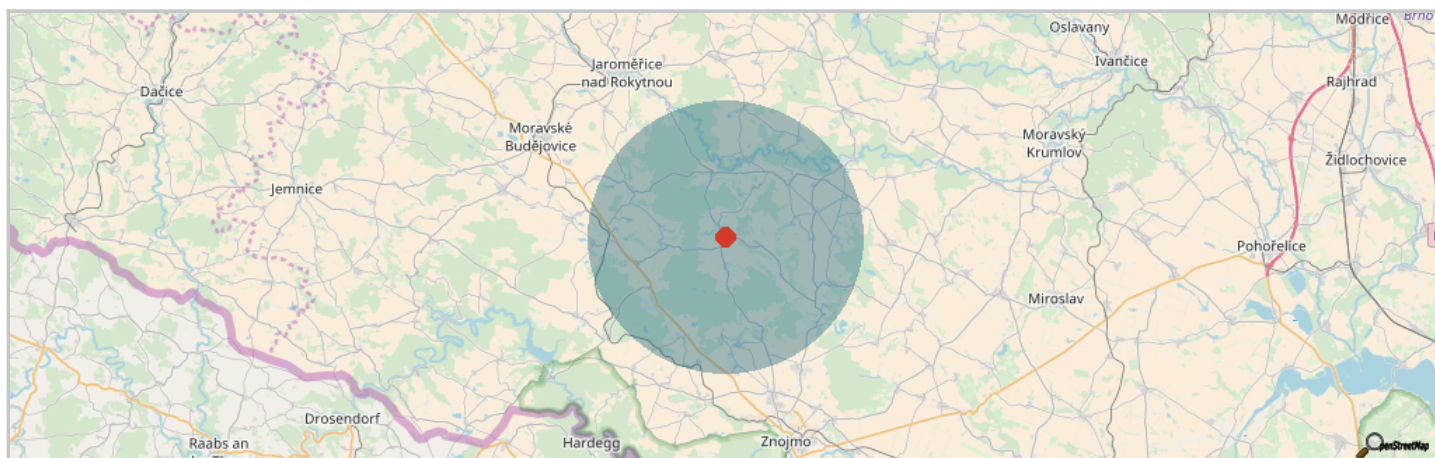 Oslavany
Modřice
Brno
Jaroměřice
nad Rokytnou
Ivančice
Rajhrad
Dačice
Moravské
Budějovice
Moravský
Krumlov
Židlochovice
Jemnice
Pohořelice
Miroslav
Drosendorf
Raabs an
Hardegg
Znojmo
penStreetMap